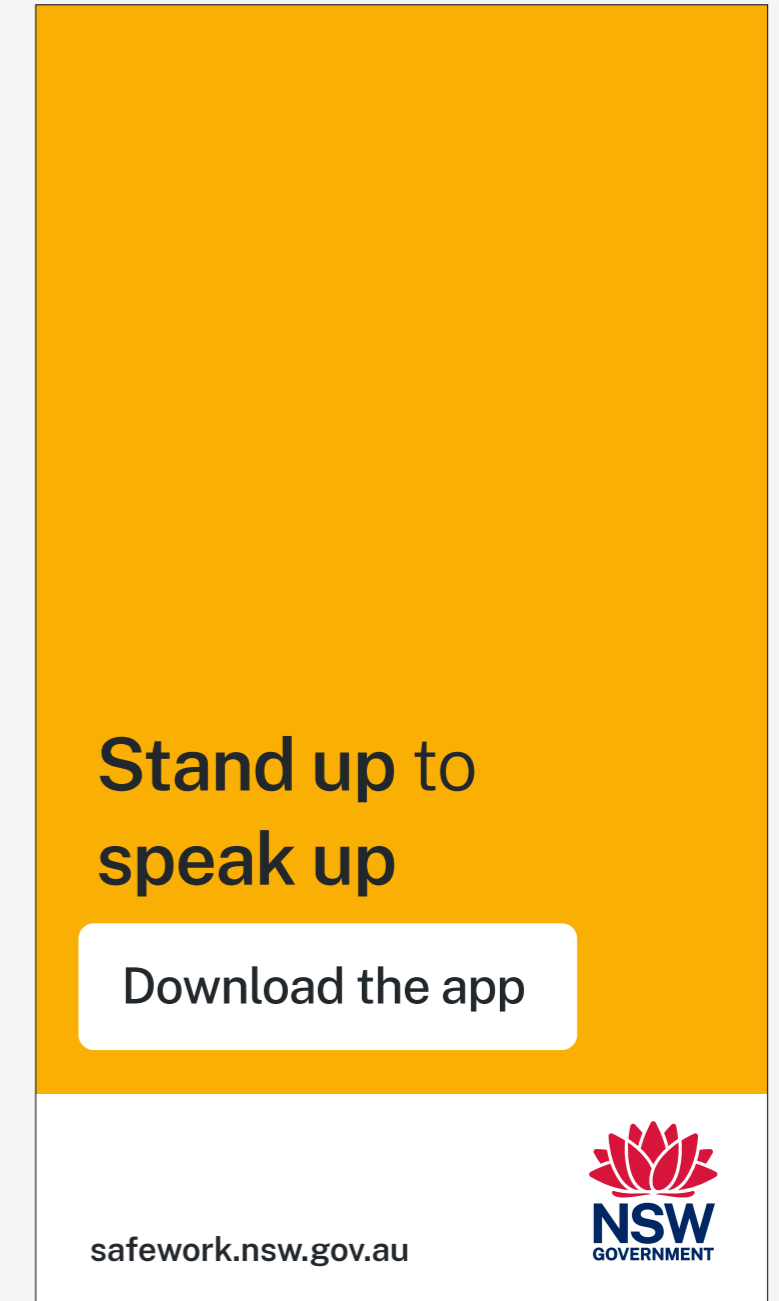 Stand up to
speak up
Download the app
safework.nsw.gov.au
NSW
GOVERNMENT